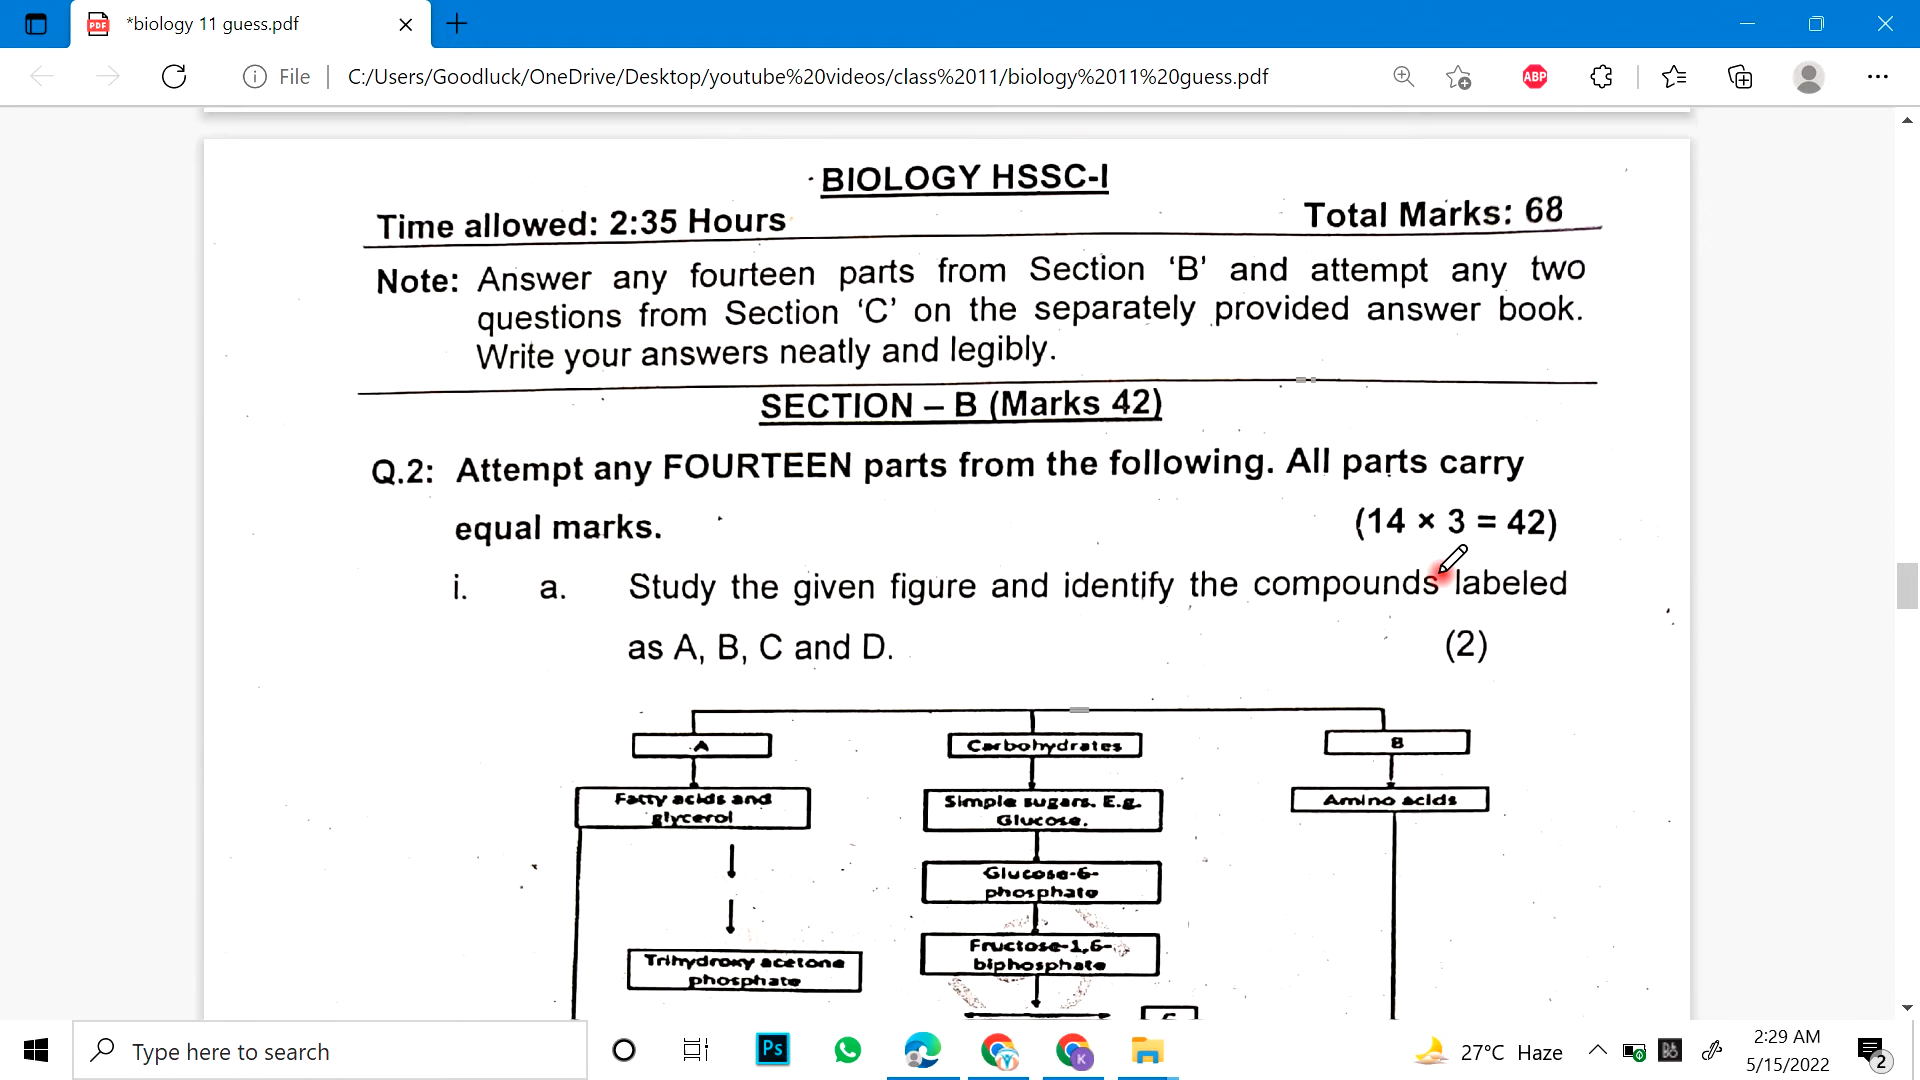 *biology 11 guess.pdf
File
C:/Users/Goodluck/OneDrive/Desktop/youtube%20videos/class%2011/biology%2011%20guess.pdf
ABP
BIOLOGY HSSC-I
Time allowed: 2:35 Hours
Total Marks: 68
Note: Answer any fourteen parts from Section ‘B’ and attempt any two
questions from Section ‘C’ on the separately provided answer book.
Write your answers neatly and legibly.
SECTION – B (Marks 42)
Q.2: Attempt any FOURTEEN parts from the following. All parts carry
equal marks. (14 × 3 = 42)
i. a. Study the given figure and identify the compounds labeled
as A, B, C and D. (2)
A
Carbohydrates
B
Fatty acids and
glycerol
Simple sugars. E.g.
Glucose.
Amino acids
Glucose-6-
phosphate
Fructose-1,6-
biphosphate
Trihydroxy acetone
phosphate
Type here to search
Ps
K
27°C Haze
2:29 AM
5/15/2022
2